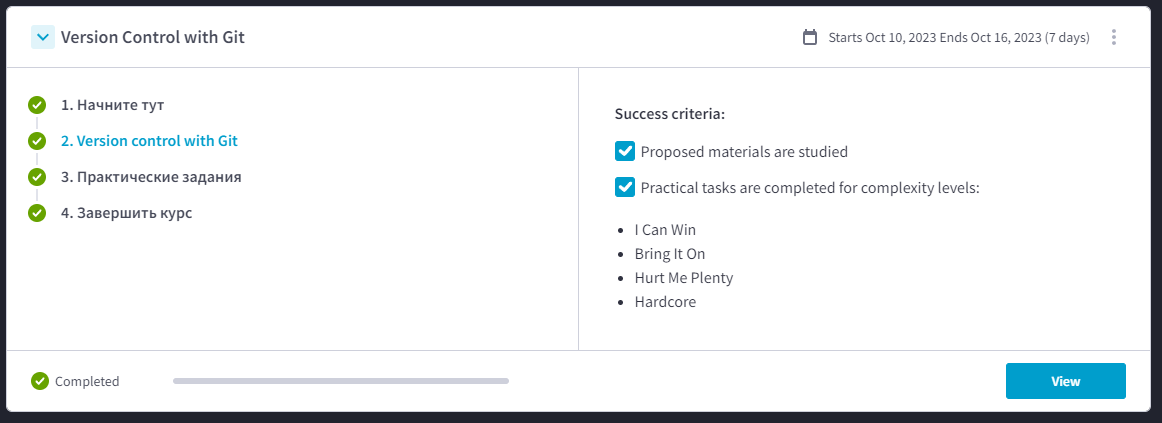 Version Control with Git
Starts Oct 10, 2023 Ends Oct 16, 2023 (7 days)
1. Начните тут
2. Version control with Git
3. Практические задания
4. Завершить курс
Success criteria:
Proposed materials are studied
Practical tasks are completed for complexity levels:
I Can Win
Bring It On
Hurt Me Plenty
Hardcore
Completed
View